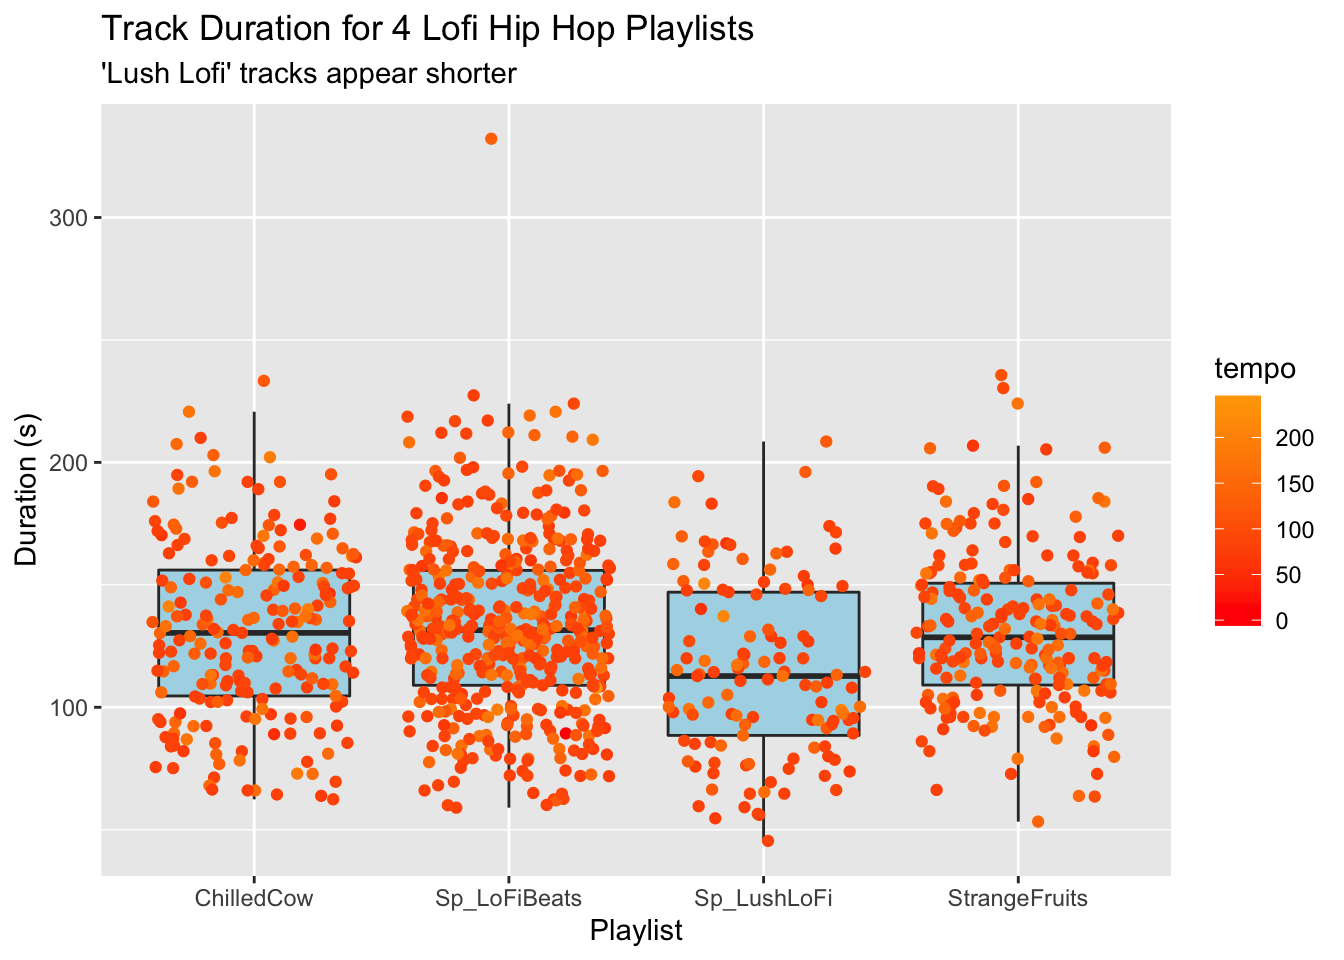 Track Duration for 4 Lofi Hip Hop Playlists
'Lush Lofi' tracks appear shorter
Duration (s)
300
200
100
ChilledCow
Sp_LoFiBeats
Sp_LushLoFi
StrangeFruits
Playlist
tempo
200
150
100
50
0